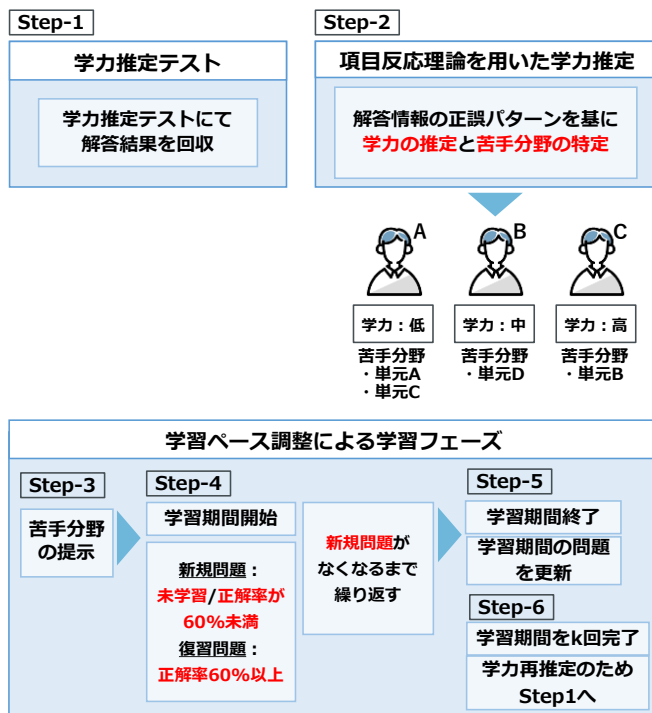 Step-1
学力推定テスト
学力推定テストにて
解答結果を回収
Step-2
項目反応理論を用いた学力推定
解答情報の正誤パターンを基に
学力の推定と苦手分野の特定
A
学力：低
苦手分野
・単元A
・単元C
B
学力：中
苦手分野
・単元D
C
学力：高
苦手分野
・単元B
学習ペース調整による学習フェーズ
Step-3
苦手分野
の提示
Step-4
学習期間開始
新規問題：
未学習/正解率が
60%未満
復習問題：
正解率60%以上
新規問題が
なくなるまで
繰り返す
Step-5
学習期間終了
学習期間の問題
を更新
Step-6
学習期間をk回完了
学力再推定のため
Step1へ